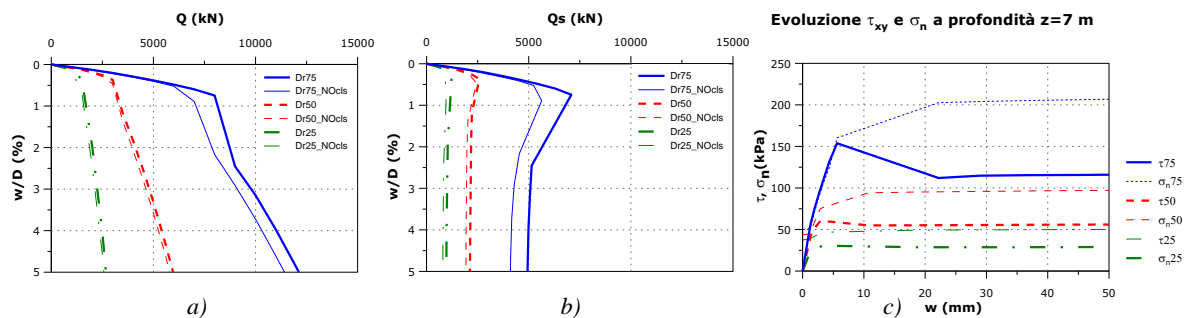 Q (kN)
0 5000 10000 15000
w/D (%)
0
1
2
3
4
5
Dr75
Dr75_NOcls
Dr50
Dr50_NOcls
Dr25
Dr25_NOcls
a)
Qs (kN)
0 5000 10000 15000
w/D (%)
0
1
2
3
4
5
Dr75
Dr75_NOcls
Dr50
Dr50_NOcls
Dr25
Dr25_NOcls
b)
Evoluzione τxy e σn a profondità z=7 m
τ, σn(kPa)
250
200
150
100
50
0
0 10 20 30 40 50
w (mm)
τ75
σn75
τ50
σn50
τ25
σn25
c)